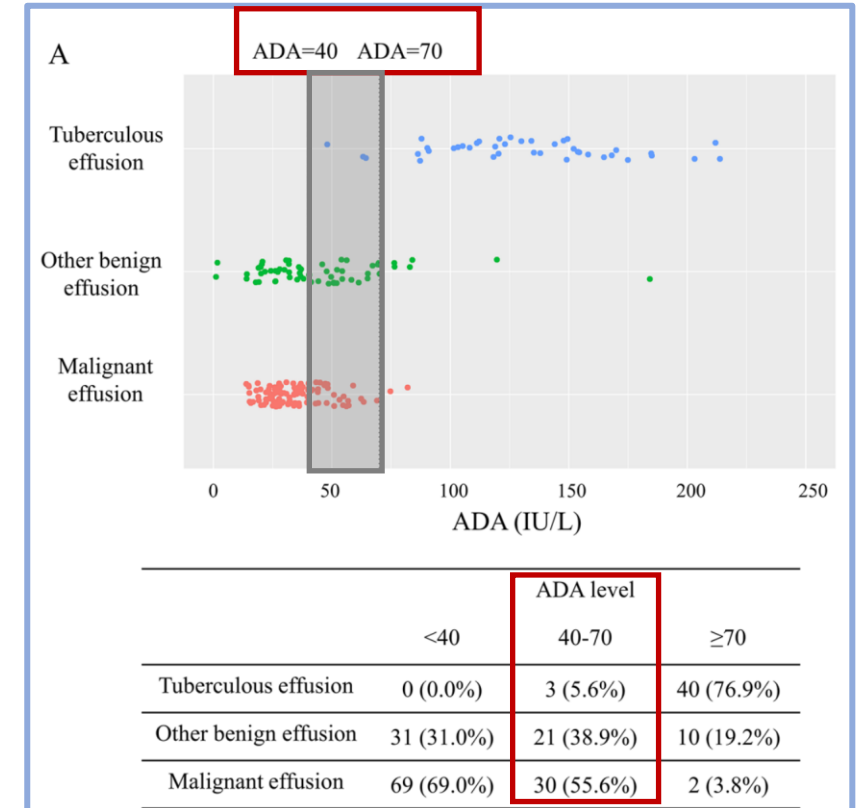 A
ADA=40 ADA=70
Tuberculous
effusion
Other benign
effusion
Malignant
effusion
0 50 100 150 200 250
ADA (IU/L)
ADA level
<40 40-70 ≥70
Tuberculous effusion 0 (0.0%) 3 (5.6%) 40 (76.9%)
Other benign effusion 31 (31.0%) 21 (38.9%) 10 (19.2%)
Malignant effusion 69 (69.0%) 30 (55.6%) 2 (3.8%)